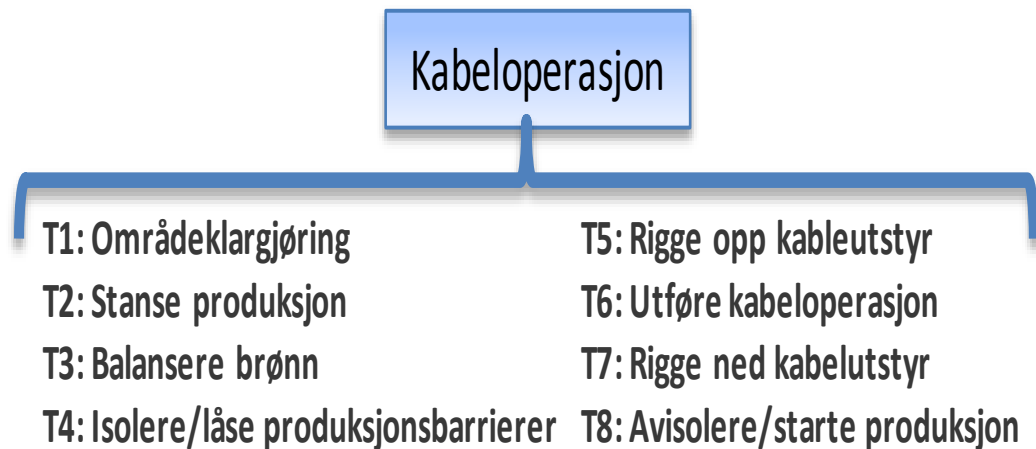 Kabeloperasjon
T1: Områdeklargjøring
T2: Stanse produksjon
T3: Balansere brønn
T4: Isolere/låse produksjonsbarrierer
T5: Rigge opp kableutstyr
T6: Utføre kabeloperasjon
T7: Rigge ned kabelutstyr
T8: Avisolere/starte produksjon